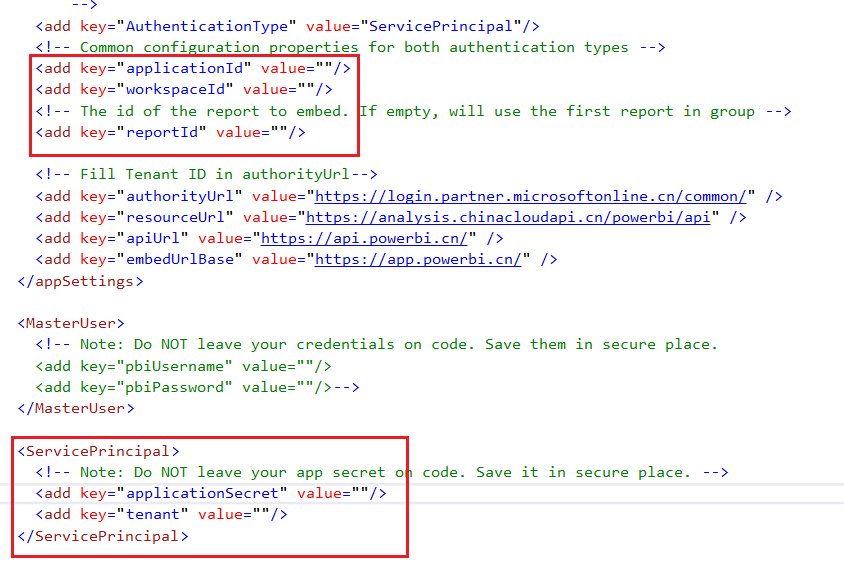 -->
<add key="AuthenticationType" value="ServicePrincipal"/>
<!-- Common configuration properties for both authentication types -->
<add key="applicationId" value=""/>
<add key="workspaceId" value=""/>
<!-- The id of the report to embed. If empty, will use the first report in group -->
<add key="reportId" value=""/>
<!-- Fill Tenant ID in authorityUrl-->
<add key="authorityUrl" value="https://login.partner.microsoftonline.cn/common/" />
<add key="resourceUrl" value="https://analysis.chinacloudapi.cn/powerbi/api" />
<add key="apiUrl" value="https://api.powerbi.cn/" />
<add key="embedUrlBase" value="https://app.powerbi.cn/" />
</appSettings>
<MasterUser>
<!-- Note: Do NOT leave your credentials on code. Save them in secure place.
<add key="pbiUsername" value=""/>
<add key="pbiPassword" value=""/>-->
</MasterUser>
<ServicePrincipal>
<!-- Note: Do NOT leave your app secret on code. Save it in secure place. -->
<add key="applicationSecret" value=""/>
<add key="tenant" value=""/>
</ServicePrincipal>